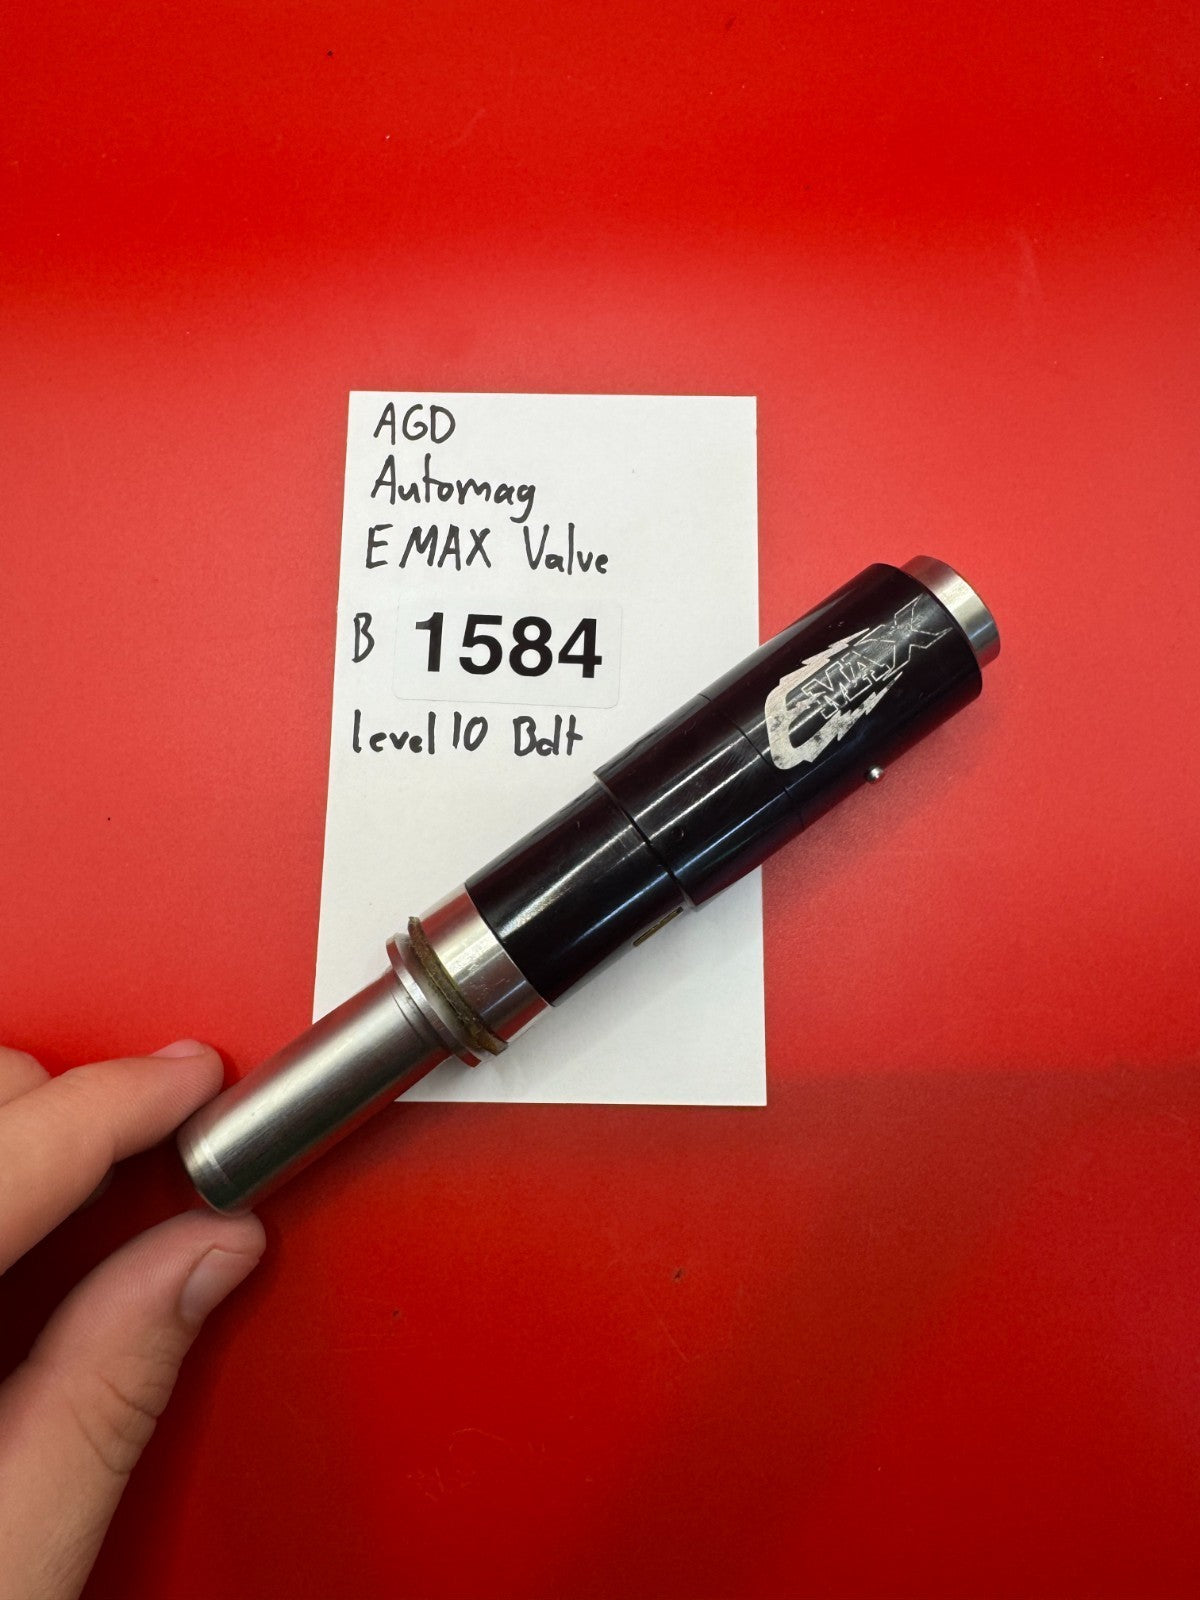 AGD
Automag
EMAX Valve
B 1584
level 10 Bolt
EMAX